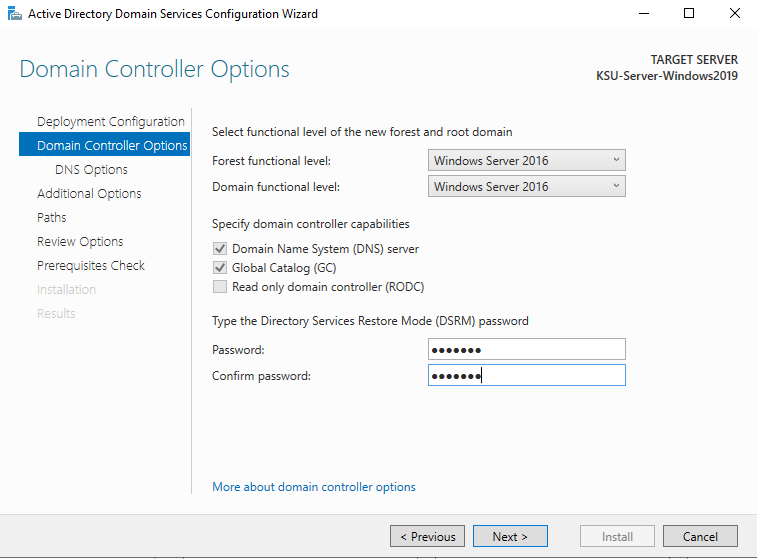 Active Directory Domain Services Configuration Wizard
Domain Controller Options
TARGET SERVER
KSU-Server-Windows2019
Deployment Configuration
Domain Controller Options
DNS Options
Additional Options
Paths
Review Options
Prerequisites Check
Installation
Results
Select functional level of the new forest and root domain
Forest functional level: Windows Server 2016
Domain functional level: Windows Server 2016
Specify domain controller capabilities
Domain Name System (DNS) server
Global Catalog (GC)
Read only domain controller (RODC)
Type the Directory Services Restore Mode (DSRM) password
Password: ●●●●●●●
Confirm password: ●●●●●●●
More about domain controller options
< Previous Next > Install Cancel